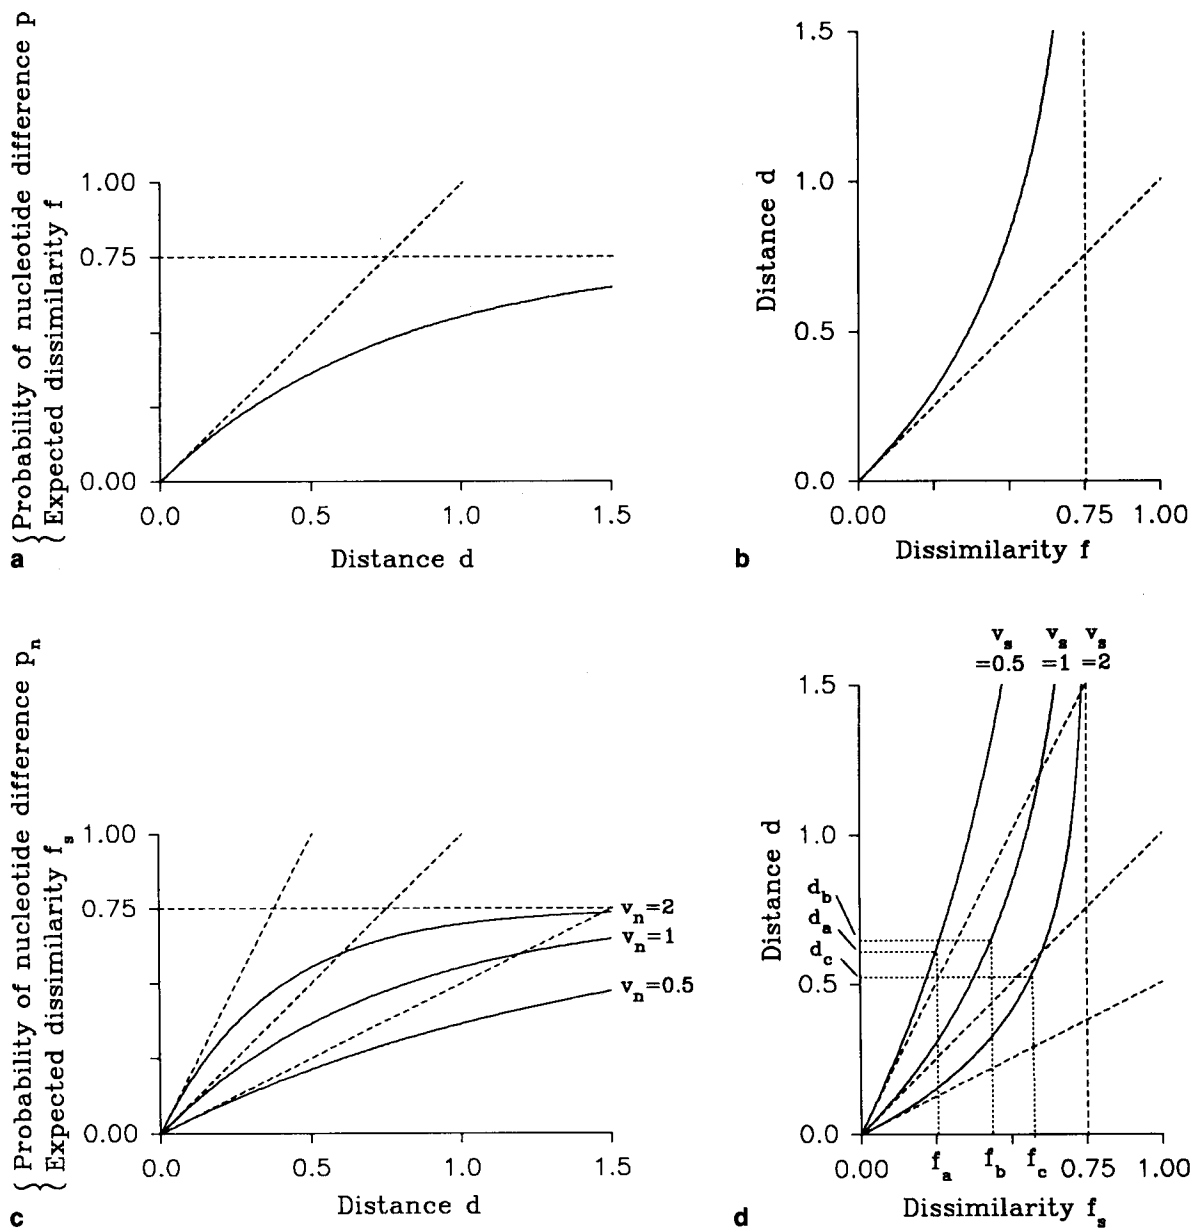 {Probability of nucleotide difference p
{Expected dissimilarity f
1.00
0.75
0.00
0.0
0.5
1.0
1.5
Distance d
a
Distance d
1.5
1.0
0.5
0.0
0.00
0.75
1.00
Dissimilarity f
b
{Probability of nucleotide difference p_n
{Expected dissimilarity f_s
1.00
0.75
0.00
v_n=2
v_n=1
v_n=0.5
0.0
0.5
1.0
1.5
Distance d
c
v_s v_s v_s
=0.5 =1 =2
Distance d
1.5
1.0
d_b
d_a
d_c
0.5
0.0
0.00
f_a
f_b
f_c
0.75
1.00
Dissimilarity f_s
d